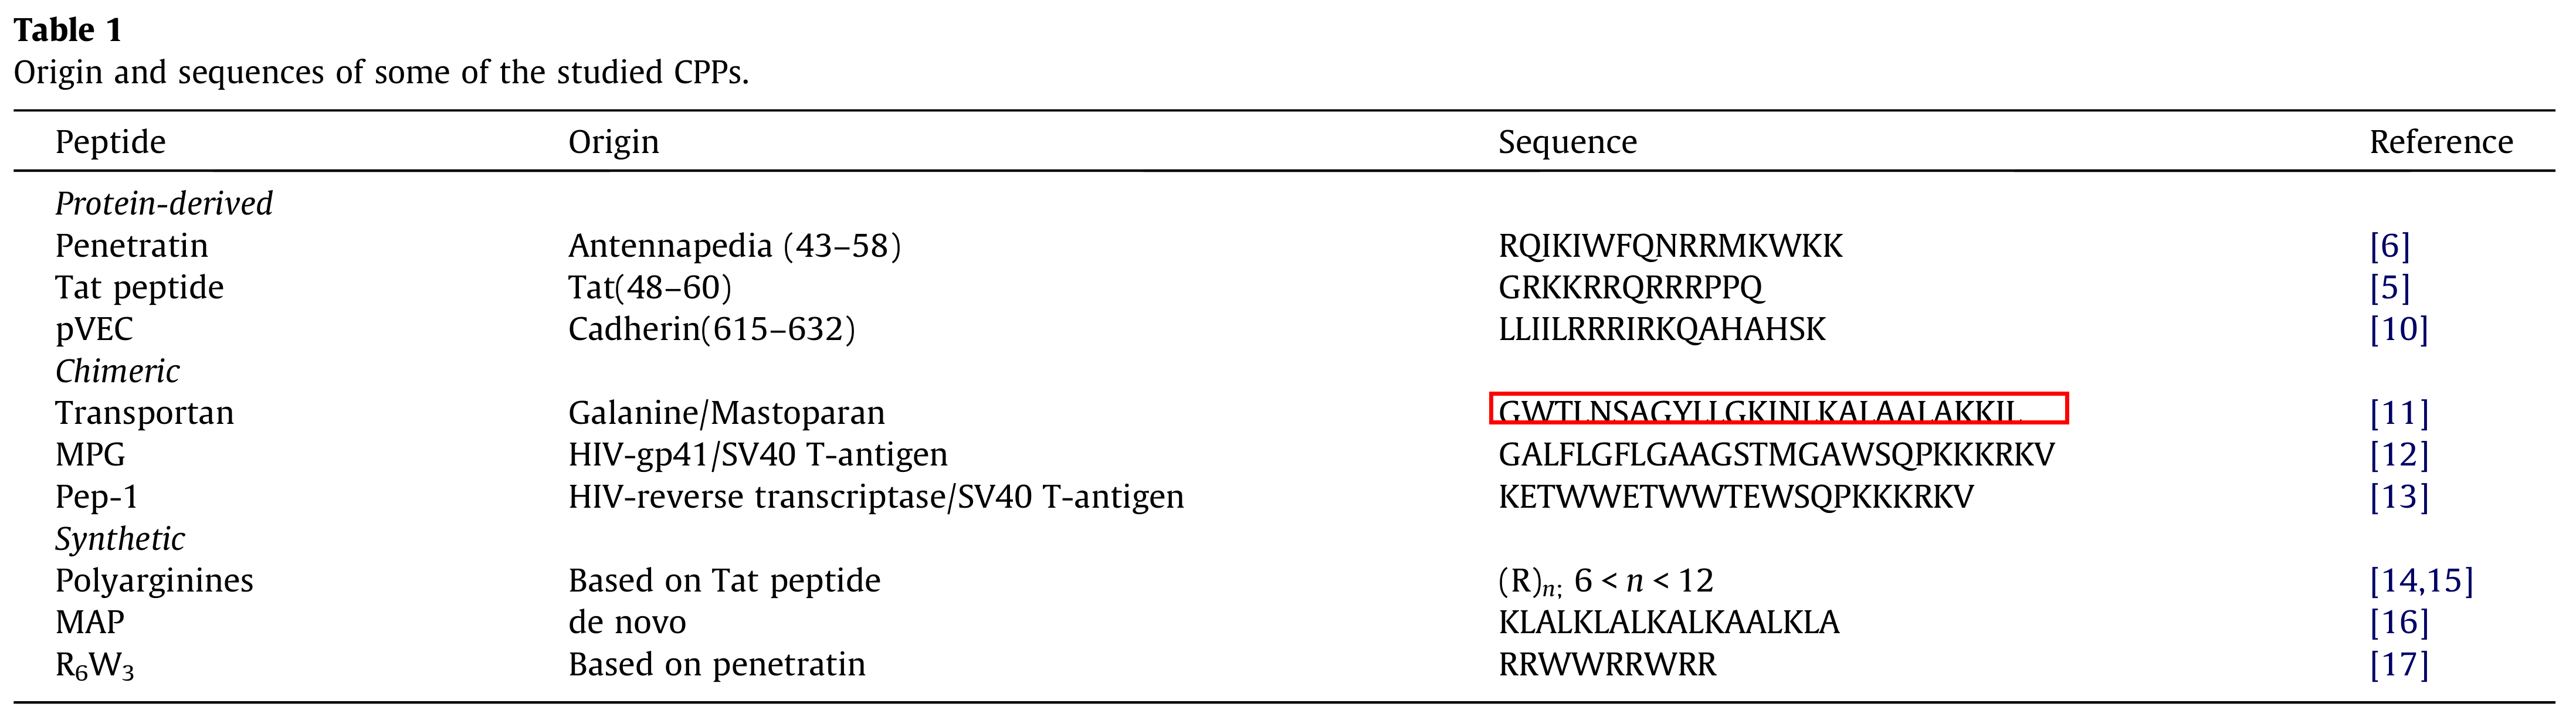 Table 1
Origin and sequences of some of the studied CPPs.
Peptide Origin Sequence Reference
Protein-derived
Penetratin Antennapedia (43–58) RQIKIWFQNRRMKWKK [6]
Tat peptide Tat(48–60) GRKKRRQRRRPPQ [5]
pVEC Cadherin(615–632) LLIILRRRIRKQAHAHSK [10]
Chimeric
Transportan Galanine/Mastoparan GWTLNSAGYLLGKINLKALAALAKKIL [11]
MPG HIV-gp41/SV40 T-antigen GALFLGFLGAAGSTMGAWSQPKKKRKV [12]
Pep-1 HIV-reverse transcriptase/SV40 T-antigen KETWWETWWTEWSQPKKKRKV [13]
Synthetic
Polyarginines Based on Tat peptide (R)n; 6 < n < 12 [14,15]
MAP de novo KLALKLALKALKAALKLA [16]
R6W3 Based on penetratin RRWWRRWRR [17]